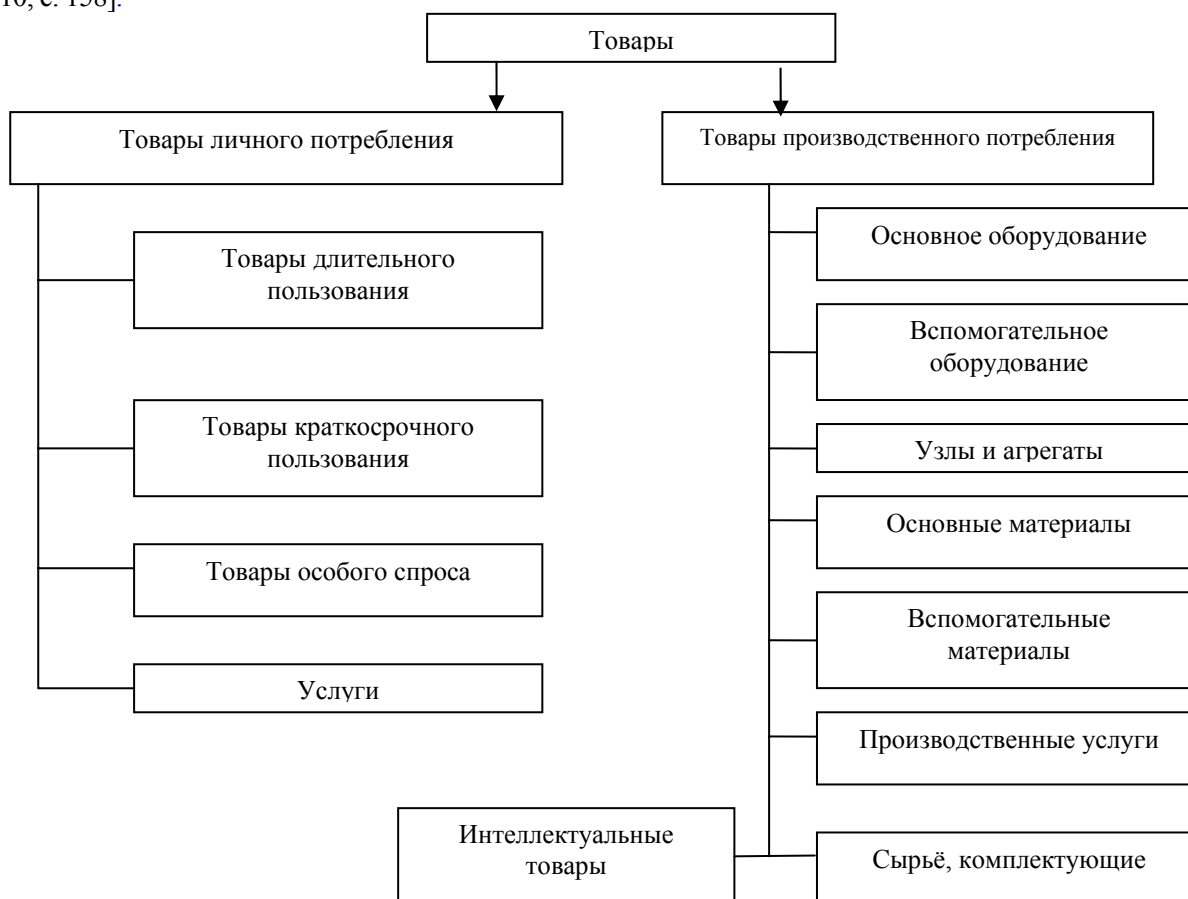 10, с. 158].
Товары
Товары личного потребления
Товары производственного потребления
Товары длительного
пользования
Товары краткосрочного
пользования
Товары особого спроса
Услуги
Основное оборудование
Вспомогательное
оборудование
Узлы и агрегаты
Основные материалы
Вспомогательные
материалы
Производственные услуги
Интеллектуальные
товары
Сырьё, комплектующие